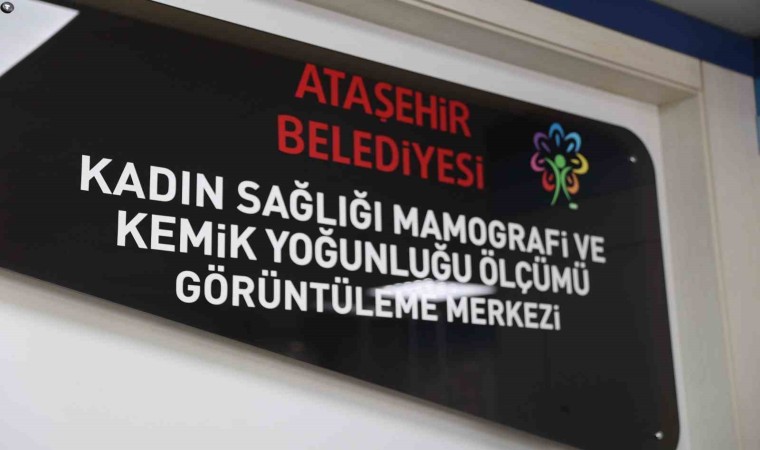 ATAŞEHİR
BELEDİYESİ
KADIN SAĞLIĞI MAMOGRAFİ VE
KEMİK YOĞUNLUĞU ÖLÇÜMÜ
GÖRÜNTÜLEME MERKEZİ